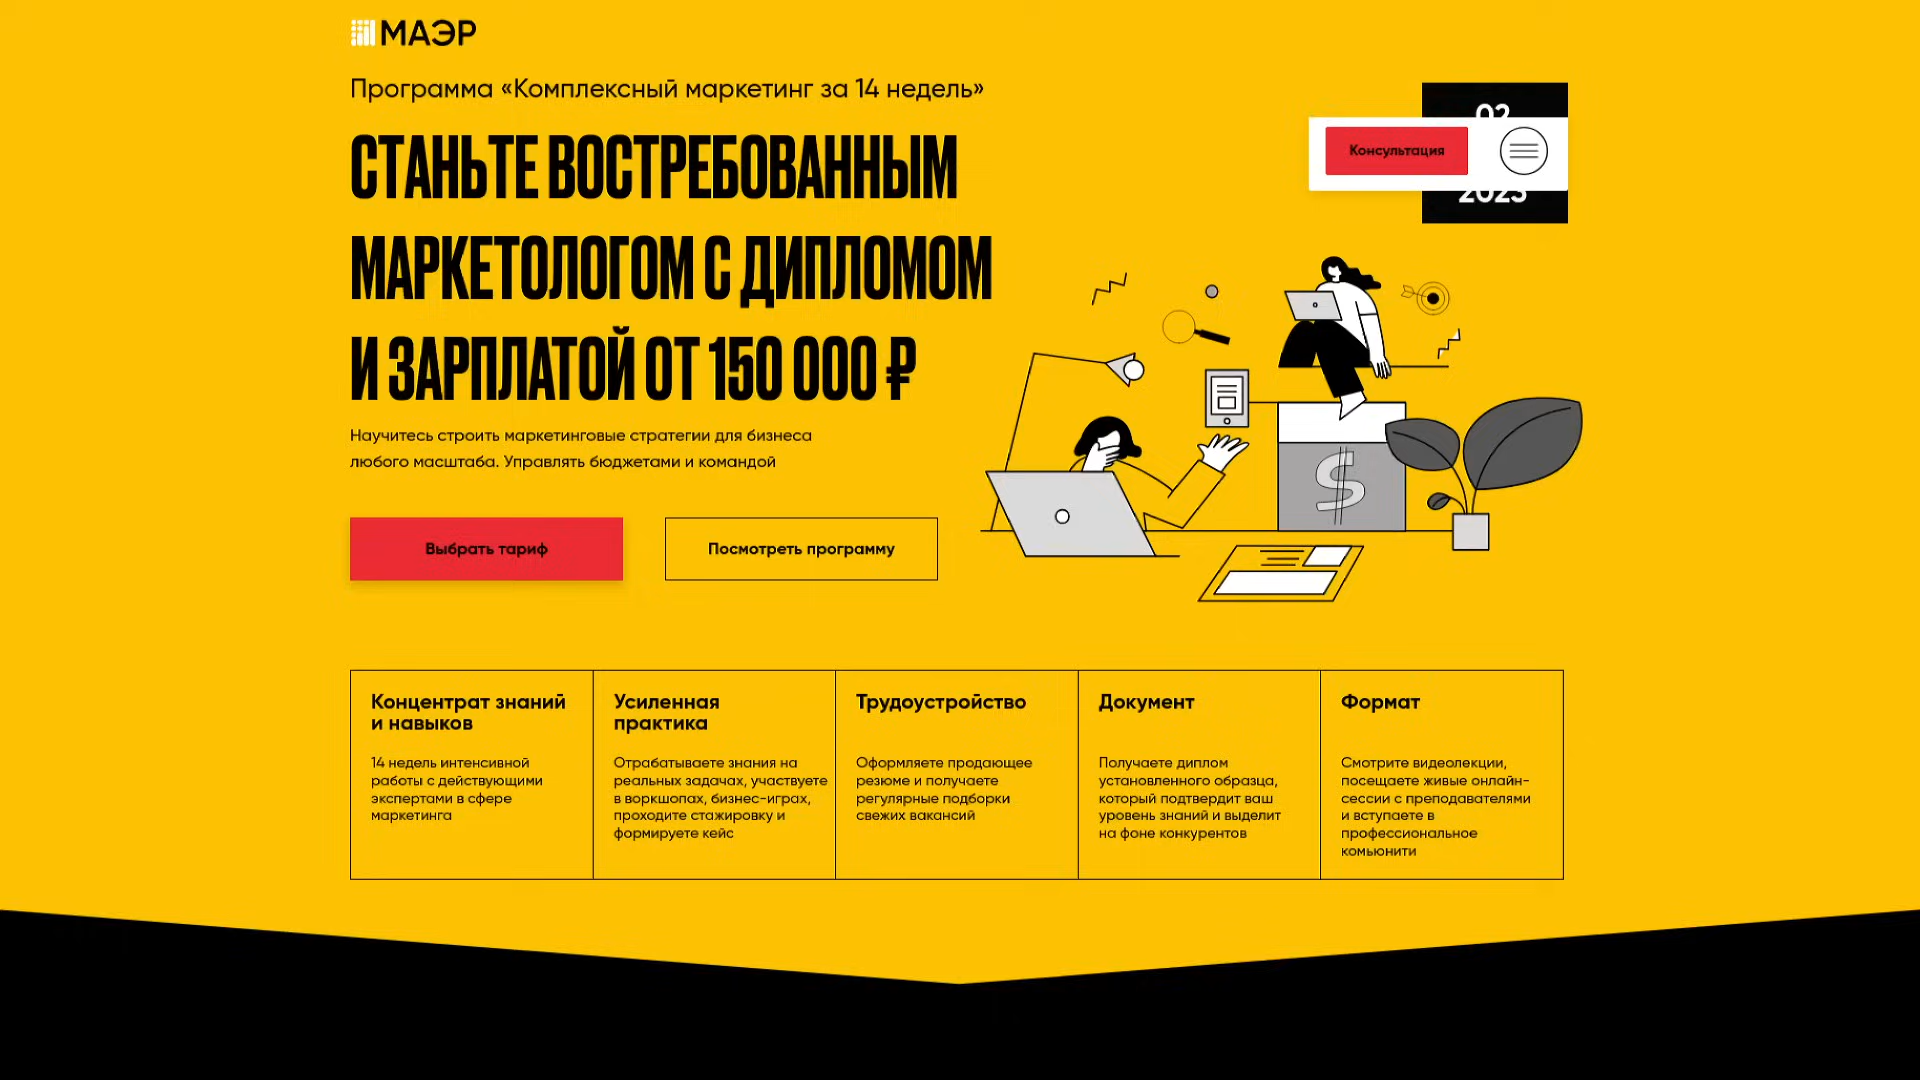 МАЭР
Программа «Комплексный маркетинг за 14 недель»
СТАНЬТЕ ВОСТРЕБОВАННЫМ
МАРКЕТОЛОГОМ С ДИПЛОМОМ
И ЗАРПЛАТОЙ ОТ 150 000 ₽
Научитесь строить маркетинговые стратегии для бизнеса
любого масштаба. Управлять бюджетами и командой
Выбрать тариф
Посмотреть программу
02
Консультация
2023
Концентрат знаний
и навыков
14 недель интенсивной
работы с действующими
экспертами в сфере
маркетинга
Усиленная
практика
Отрабатываете знания на
реальных задачах, участвуете
в воркшопах, бизнес-играх,
проходите стажировку и
формируете кейс
Трудоустройство
Оформляете продающее
резюме и получаете
регулярные подборки
свежих вакансий
Документ
Получаете диплом
установленного образца,
который подтвердит ваш
уровень знаний и выделит
на фоне конкурентов
Формат
Смотрите видеолекции,
посещаете живые онлайн-
сессии с преподавателями
и вступаете в
профессиональное
комьюнити